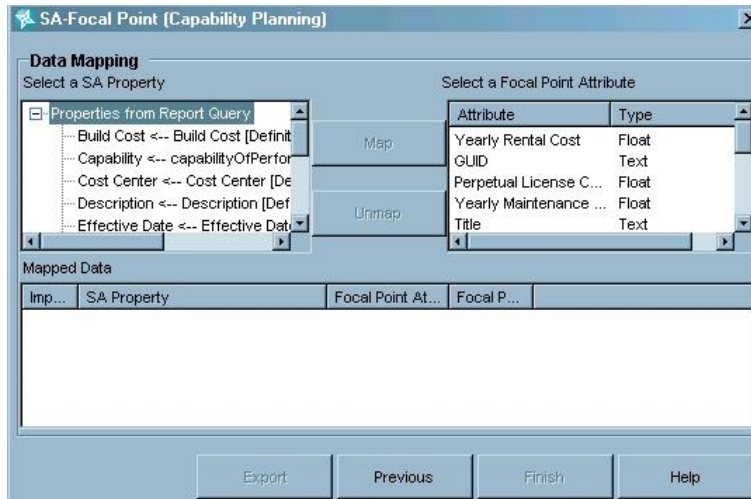 SA-Focal Point (Capability Planning)
Data Mapping
Select a SA Property
Select a Focal Point Attribute
Properties from Report Query
Build Cost <-- Build Cost [Definit
Capability <-- capabilityOfPerfor
Cost Center <-- Cost Center [De
Description <-- Description [Def
Effective Date <-- Effective Date
Map
Unmap
Attribute Type
Yearly Rental Cost Float
GUID Text
Perpetual License C... Float
Yearly Maintenance ... Float
Title Text
Mapped Data
Imp... SA Property Focal Point At... Focal P...
Export Previous Finish Help